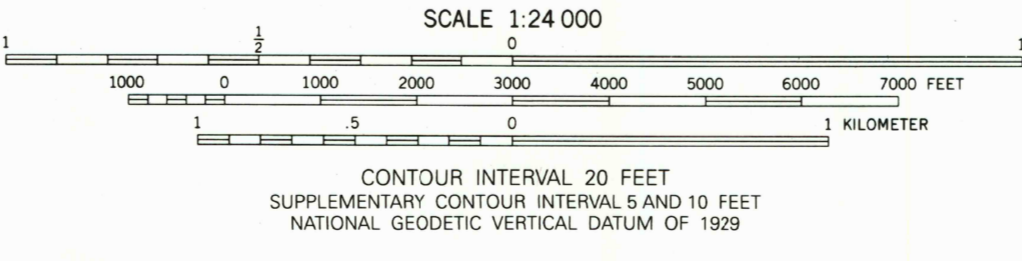 SCALE 1:24 000
1 ½ 0 1
1000 0 1000 2000 3000 4000 5000 6000 7000 FEET
1 .5 0 1 KILOMETER
CONTOUR INTERVAL 20 FEET
SUPPLEMENTARY CONTOUR INTERVAL 5 AND 10 FEET
NATIONAL GEODETIC VERTICAL DATUM OF 1929